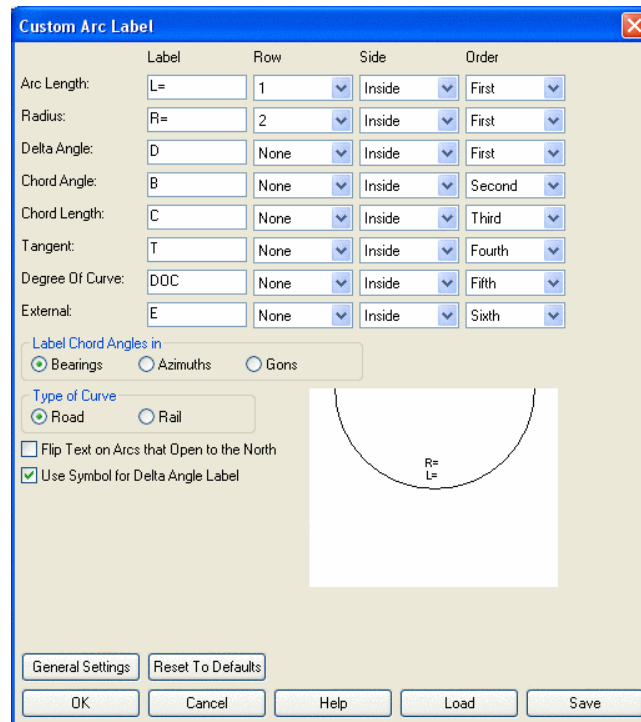 Custom Arc Label
Label Row Side Order
Arc Length: L= 1 Inside First
Radius: R= 2 Inside First
Delta Angle: D None Inside First
Chord Angle: B None Inside Second
Chord Length: C None Inside Third
Tangent: T None Inside Fourth
Degree Of Curve: DOC None Inside Fifth
External: E None Inside Sixth
Label Chord Angles in
Bearings Azimuths Gons
Type of Curve
Road Rail
Flip Text on Arcs that Open to the North
Use Symbol for Delta Angle Label
R=
L=
General Settings Reset To Defaults
OK Cancel Help Load Save